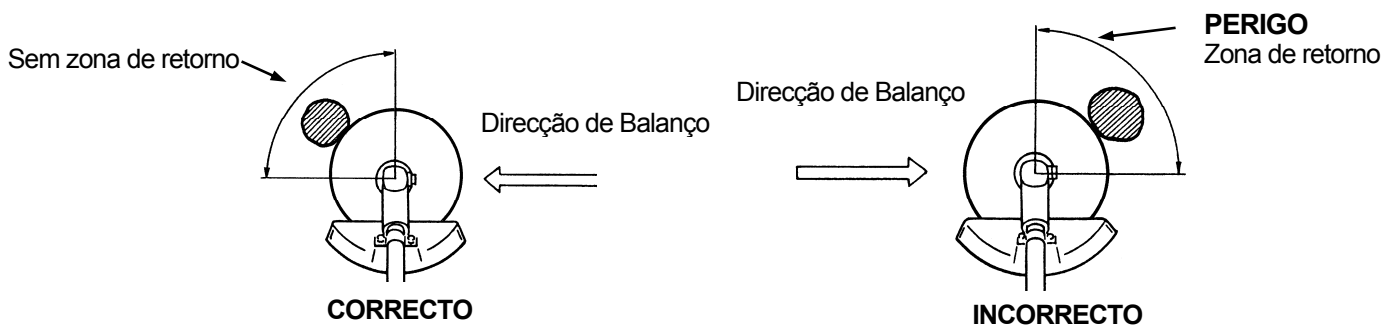 Sem zona de retorno
Direcção de Balanço
CORRECTO
PERIGO
Zona de retorno
Direcção de Balanço
INCORRECTO